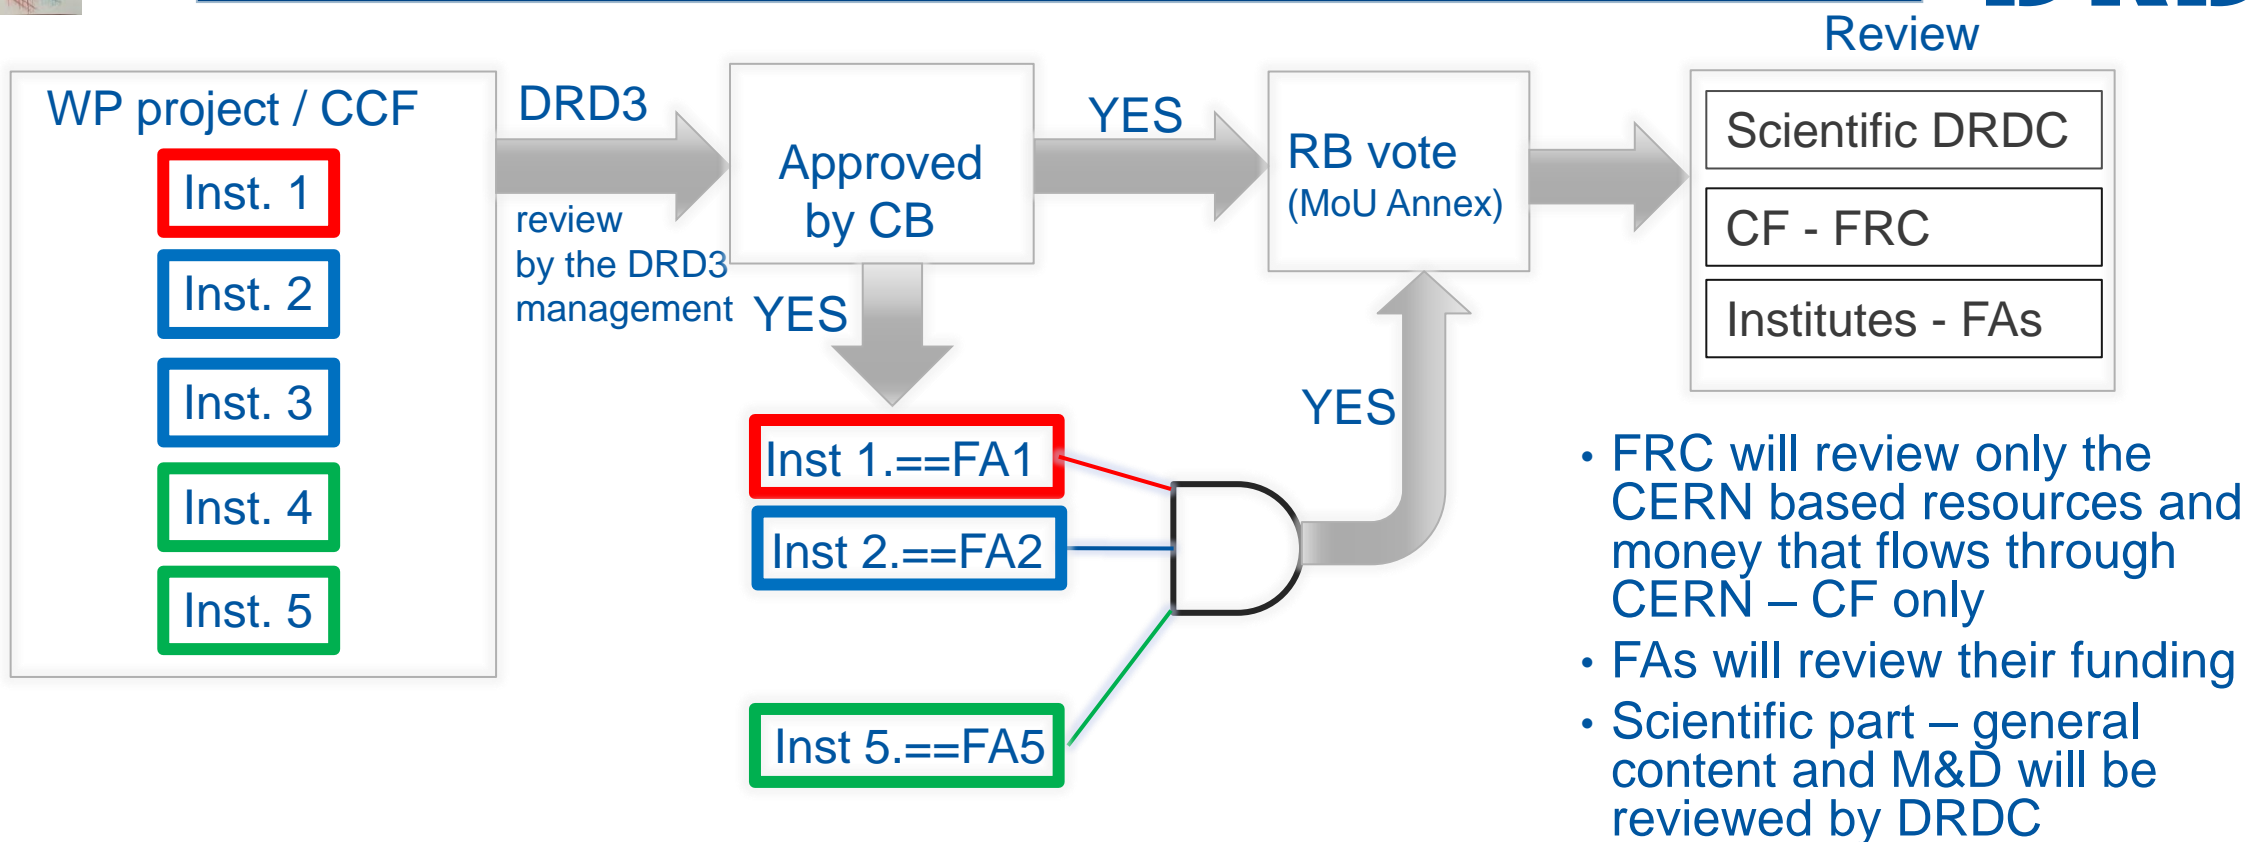 Review
WP project / CCF
Inst. 1
Inst. 2
Inst. 3
Inst. 4
Inst. 5
DRD3
review
by the DRD3
management
Approved
by CB
YES
YES
RB vote
(MoU Annex)
Scientific DRDC
CF - FRC
Institutes - FAs
Inst 1.==FA1
Inst 2.==FA2
Inst 5.==FA5
YES
• FRC will review only the
CERN based resources and
money that flows through
CERN – CF only
• FAs will review their funding
• Scientific part – general
content and M&D will be
reviewed by DRDC